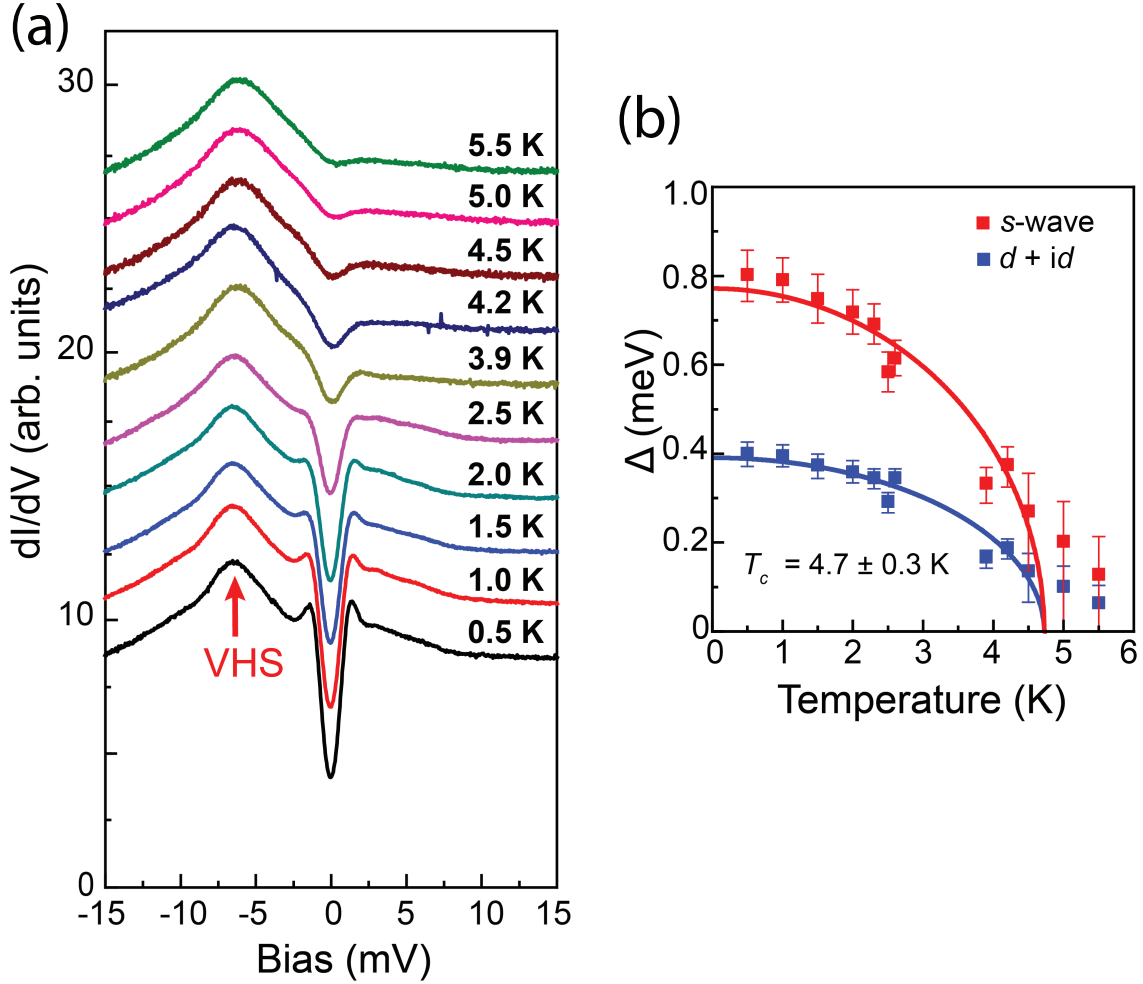 (a)
30
20
10
0
dI/dV (arb. units)
5.5 K
5.0 K
4.5 K
4.2 K
3.9 K
2.5 K
2.0 K
1.5 K
1.0 K
0.5 K
VHS
-15 -10 -5 0 5 10 15
Bias (mV)
(b)
1.0
0.8
0.6
0.4
0.2
0
Δ (meV)
s-wave
d + id
Tc = 4.7 ± 0.3 K
0 1 2 3 4 5 6
Temperature (K)